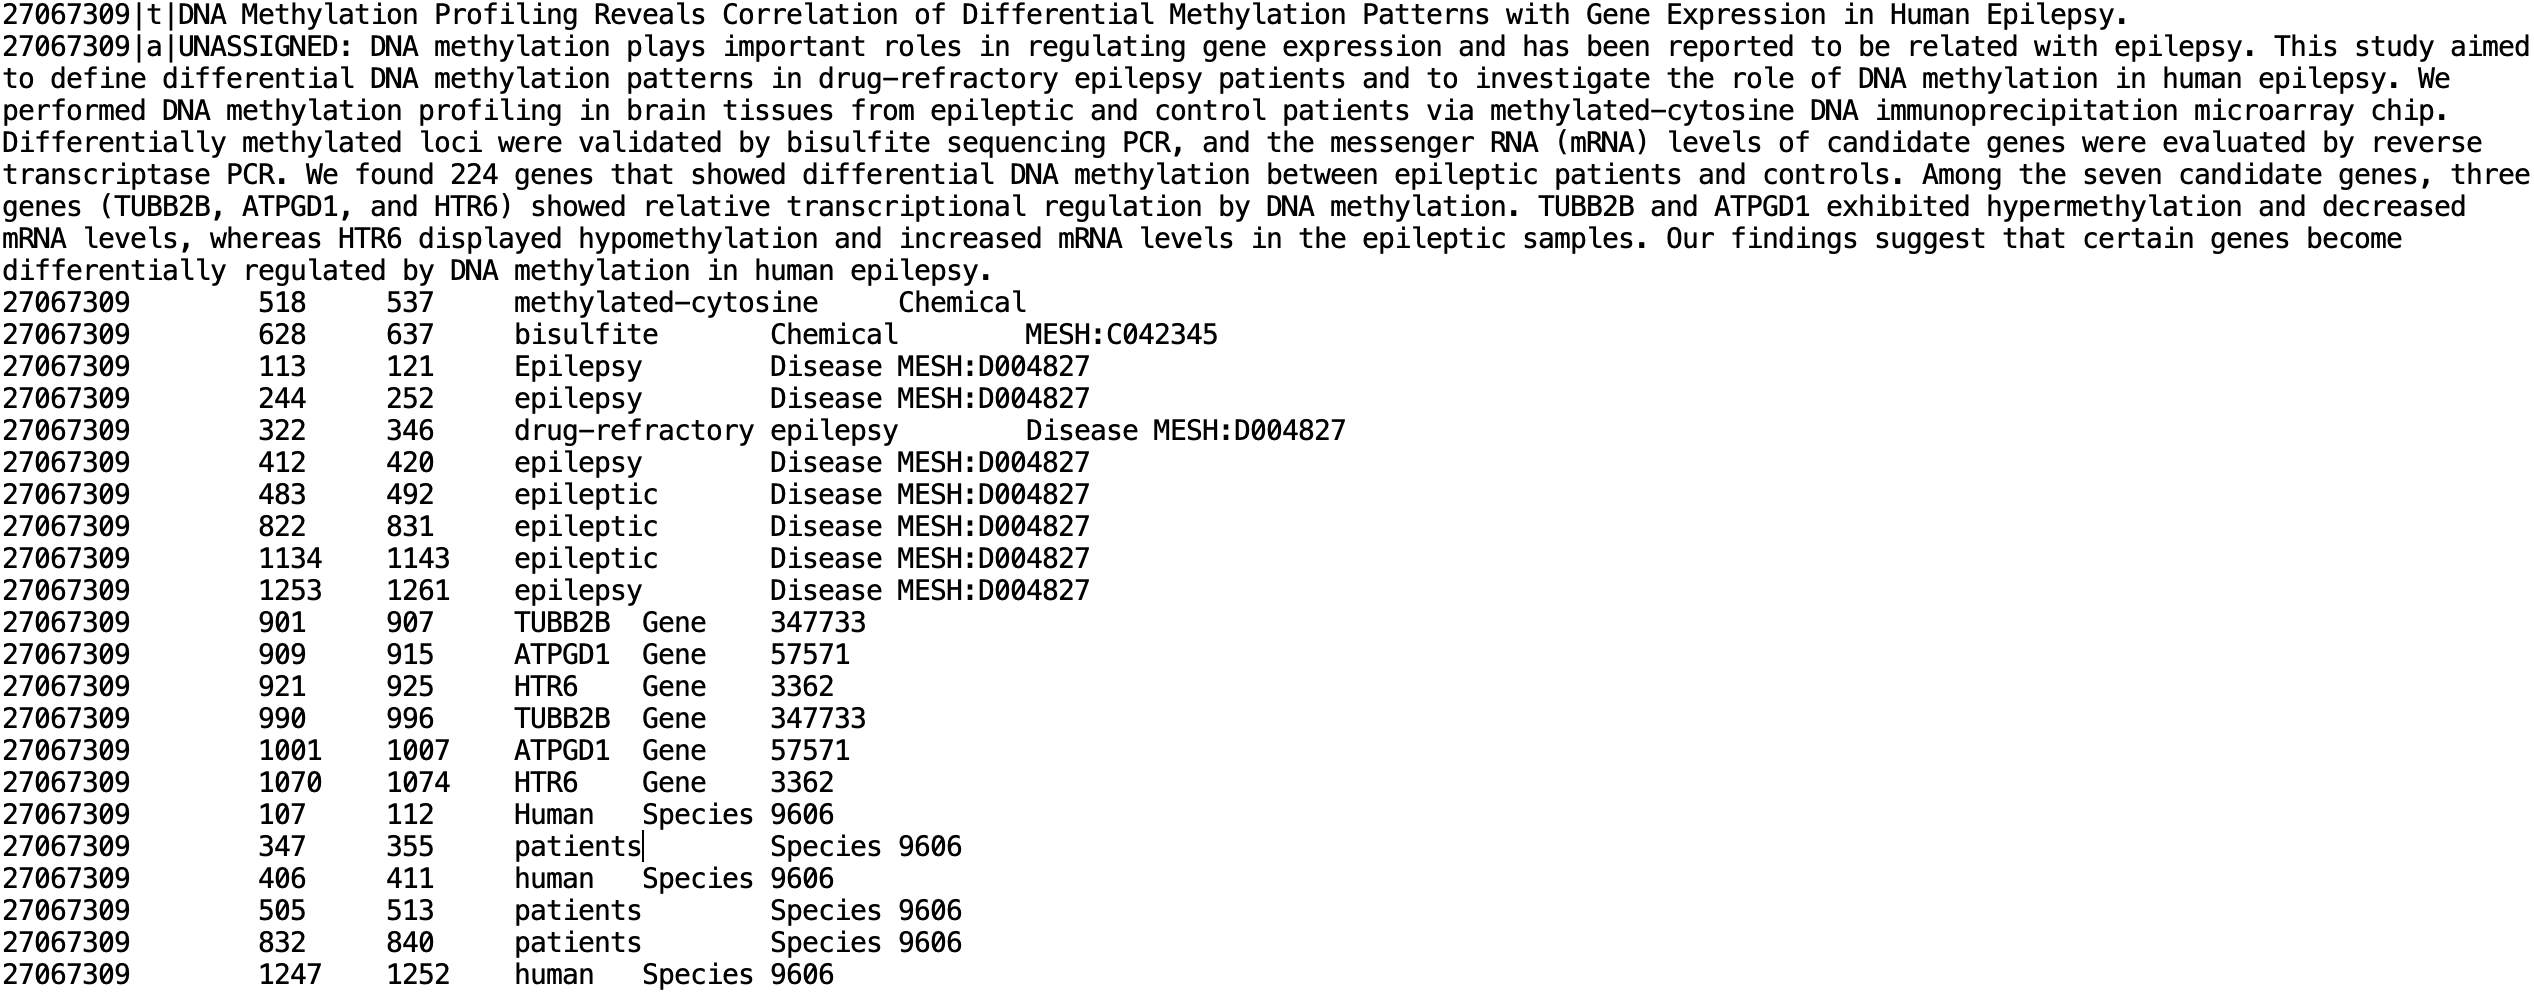 27067309|t|DNA Methylation Profiling Reveals Correlation of Differential Methylation Patterns with Gene Expression in Human Epilepsy.
27067309|a|UNASSIGNED: DNA methylation plays important roles in regulating gene expression and has been reported to be related with epilepsy. This study aimed
to define differential DNA methylation patterns in drug-refractory epilepsy patients and to investigate the role of DNA methylation in human epilepsy. We
performed DNA methylation profiling in brain tissues from epileptic and control patients via methylated-cytosine DNA immunoprecipitation microarray chip.
Differentially methylated loci were validated by bisulfite sequencing PCR, and the messenger RNA (mRNA) levels of candidate genes were evaluated by reverse
transcriptase PCR. We found 224 genes that showed differential DNA methylation between epileptic patients and controls. Among the seven candidate genes, three
genes (TUBB2B, ATPGD1, and HTR6) showed relative transcriptional regulation by DNA methylation. TUBB2B and ATPGD1 exhibited hypermethylation and decreased
mRNA levels, whereas HTR6 displayed hypomethylation and increased mRNA levels in the epileptic samples. Our findings suggest that certain genes become
differentially regulated by DNA methylation in human epilepsy.
27067309 518 537 methylated-cytosine Chemical
27067309 628 637 bisulfite Chemical MESH:C042345
27067309 113 121 Epilepsy Disease MESH:D004827
27067309 244 252 epilepsy Disease MESH:D004827
27067309 322 346 drug-refractory epilepsy Disease MESH:D004827
27067309 412 420 epilepsy Disease MESH:D004827
27067309 483 492 epileptic Disease MESH:D004827
27067309 822 831 epileptic Disease MESH:D004827
27067309 1134 1143 epileptic Disease MESH:D004827
27067309 1253 1261 epilepsy Disease MESH:D004827
27067309 901 907 TUBB2B Gene 347733
27067309 909 915 ATPGD1 Gene 57571
27067309 921 925 HTR6 Gene 3362
27067309 990 996 TUBB2B Gene 347733
27067309 1001 1007 ATPGD1 Gene 57571
27067309 1070 1074 HTR6 Gene 3362
27067309 107 112 Human Species 9606
27067309 347 355 patients Species 9606
27067309 406 411 human Species 9606
27067309 505 513 patients Species 9606
27067309 832 840 patients Species 9606
27067309 1247 1252 human Species 9606